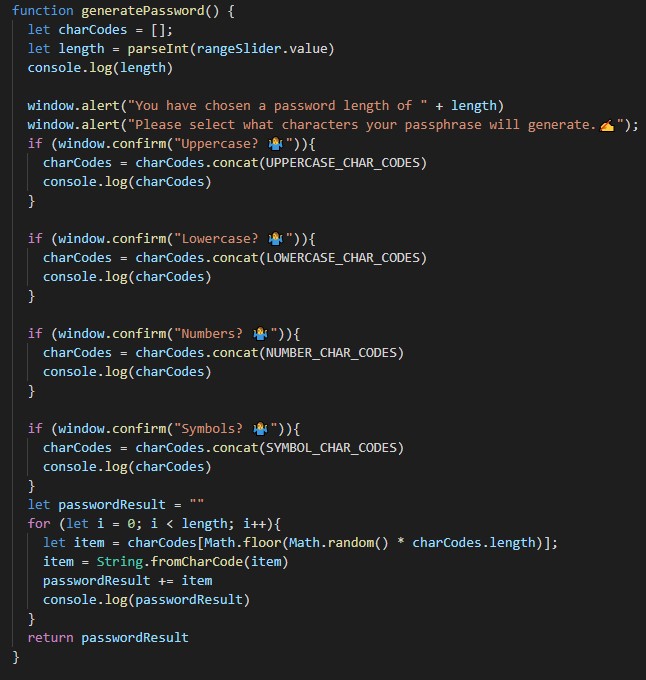 function generatePassword() {
  let charCodes = [];
  let length = parseInt(rangeSlider.value)
  console.log(length)

  window.alert("You have chosen a password length of " + length)
  window.alert("Please select what characters your passphrase will generate.✍️");
  if (window.confirm("Uppercase? 🤷")){
    charCodes = charCodes.concat(UPPERCASE_CHAR_CODES)
    console.log(charCodes)
  }

  if (window.confirm("Lowercase? 🤷")){
    charCodes = charCodes.concat(LOWERCASE_CHAR_CODES)
    console.log(charCodes)
  }

  if (window.confirm("Numbers? 🤷")){
    charCodes = charCodes.concat(NUMBER_CHAR_CODES)
    console.log(charCodes)
  }

  if (window.confirm("Symbols? 🤷")){
    charCodes = charCodes.concat(SYMBOL_CHAR_CODES)
    console.log(charCodes)
  }
  let passwordResult = ""
  for (let i = 0; i < length; i++){
    let item = charCodes[Math.floor(Math.random() * charCodes.length)];
    item = String.fromCharCode(item)
    passwordResult += item
    console.log(passwordResult)
  }
  return passwordResult
}